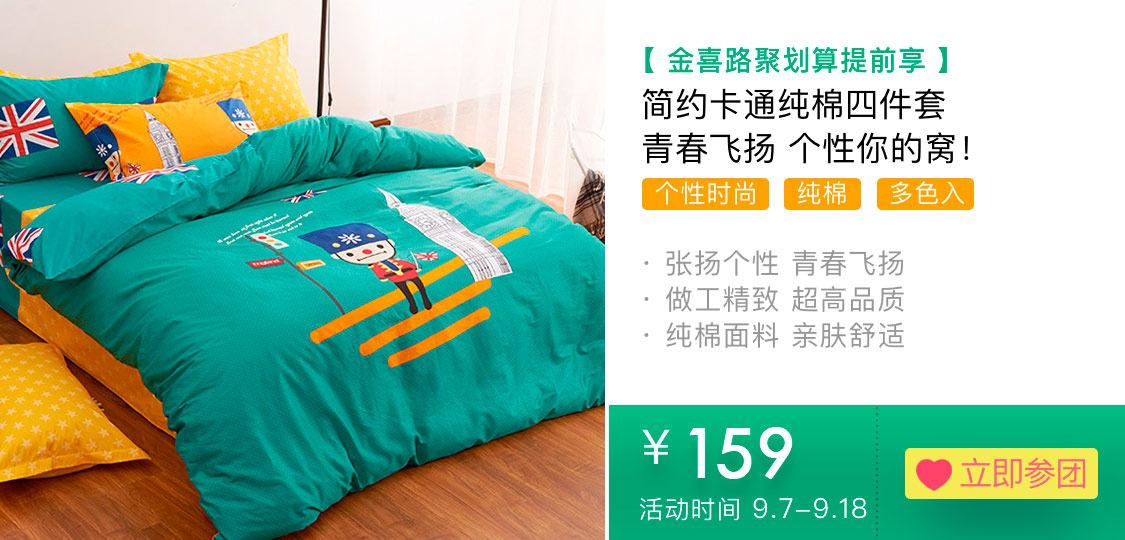 【 金喜路聚划算提前享 】
简约卡通纯棉四件套
青春飞扬 个性你的窝！
个性时尚 纯棉 多色入
· 张扬个性 青春飞扬
· 做工精致 超高品质
· 纯棉面料 亲肤舒适
¥ 159
活动时间 9.7-9.18
立即参团